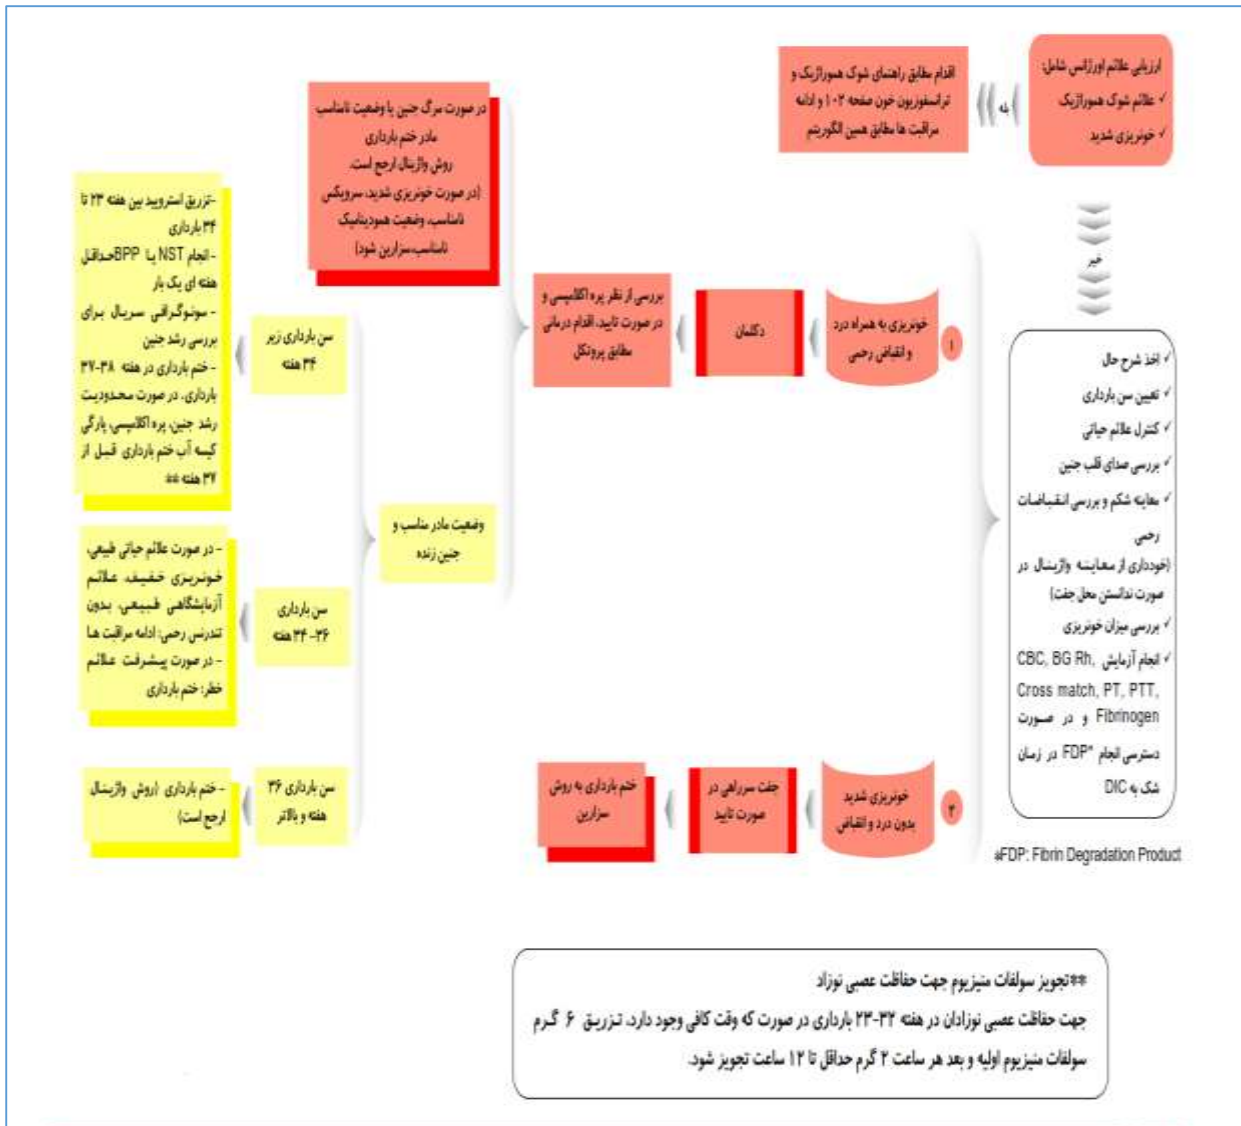 ارزیابی علائم اورژانس شامل:
✓ علائم شوک هموراژیک
✓ خونریزی شدید
بله
اقدام مطابق راهنمای شوک هموراژیک و
ترانسفوزیون خون صفحه ۱۰۲ و ادامه
مراقبت ها مطابق همین الگوریتم
خیر
✓ اخذ شرح حال
✓ تعیین سن بارداری
✓ کنترل علائم حیاتی
✓ بررسی صدای قلب جنین
✓ معاینه شکم و بررسی انقباضات
رحمی
(خودداری از معاینه واژینال در
صورت ندانستن محل جفت)
✓ بررسی میزان خونریزی
✓ انجام آزمایش CBC, BG Rh,
Cross match, PT, PTT,
Fibrinogen و در صورت
دسترسی انجام FDP* در زمان
شک به DIC
*FDP: Fibrin Degradation Product
۱
خونریزی به همراه درد
و انقباض رحمی
دکلمان
بررسی از نظر پره اکلامپسی و
در صورت تایید، اقدام درمانی
مطابق پروتکل
در صورت مرگ جنین یا وضعیت نامناسب
مادر ختم بارداری
روش واژینال ارجح است.
(در صورت خونریزی شدید، سرویکس
نامناسب، وضعیت همودینامیک
نامناسب،سزارین شود)
وضعیت مادر مناسب و
جنین زنده
سن بارداری زیر
۳۴ هفته
-تزریق استرویید بین هفته ۲۳ تا
۳۴ بارداری
- انجام NST یا BPPحداقل
هفته ای یک بار
- سونوگرافی سریال برای
بررسی رشد جنین
- ختم بارداری در هفته ۳۸-۳۷
بارداری. در صورت محدودیت
رشد جنین، پره اکلامپسی، پارگی
کیسه آب ختم بارداری قبل از
۳۷ هفته **
سن بارداری
۳۶- ۳۴ هفته
- در صورت علائم حیاتی طبیعی،
خونریزی خفیف، علائم
آزمایشگاهی طبیعی، بدون
تندرنس رحمی: ادامه مراقبت ها
- در صورت پیشرفت علائم
خطر: ختم بارداری
سن بارداری ۳۶
هفته و بالاتر
- ختم بارداری (روش واژینال
ارجح است)
۲
خونریزی شدید
بدون درد و انقباض
جفت سرراهی در
صورت تایید
ختم بارداری به روش
سزارین
**تجویز سولفات منیزیوم جهت حفاظت عصبی نوزاد
جهت حفاظت عصبی نوزادان در هفته ۳۲-۲۳ بارداری در صورت که وقت کافی وجود دارد، تزریق ۶ گرم
سولفات منیزیوم اولیه و بعد هر ساعت ۲ گرم حداقل تا ۱۲ ساعت تجویز شود.